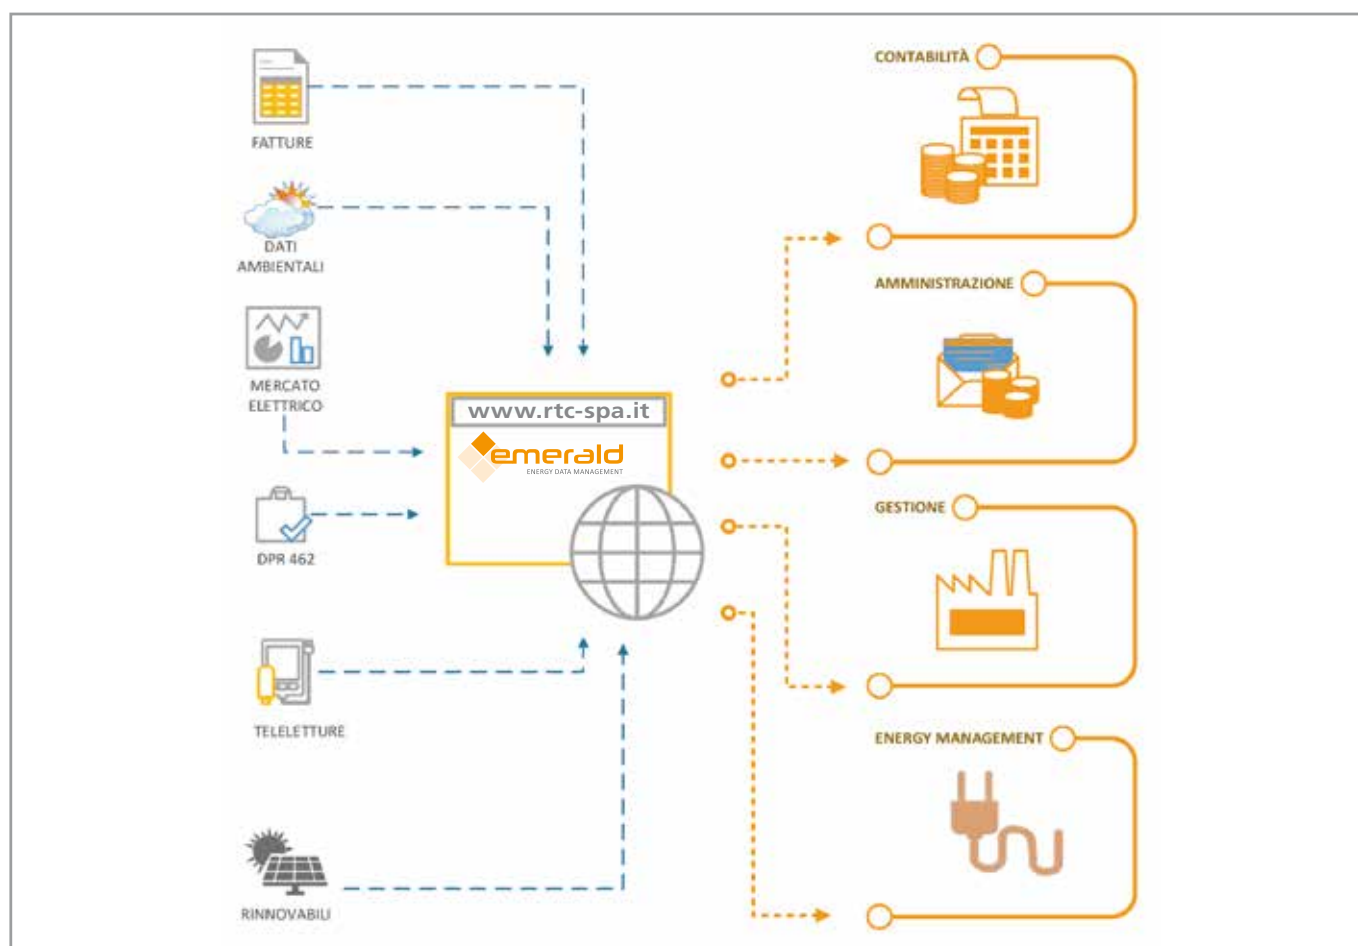 FATTURE
DATI
AMBIENTALI
MERCATO
ELETTRICO
DPR 462
TELELETTURE
RINNOVABILI
www.rtc-spa.it
emerald
ENERGY DATA MANAGEMENT
CONTABILITÀ
AMMINISTRAZIONE
GESTIONE
ENERGY MANAGEMENT